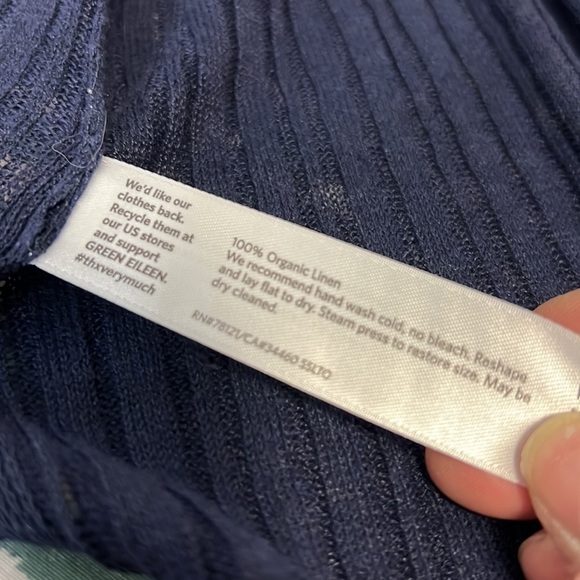 We'd like our
clothes back.
Recycle them at
our US stores
and support
GREEN EILEEN.
#thxverymuch
100% Organic Linen
We recommend hand wash cold, no bleach. Reshape
and lay flat to dry. Steam press to restore size. May be
dry cleaned.
RN#78121/CA#34460 SSLTO